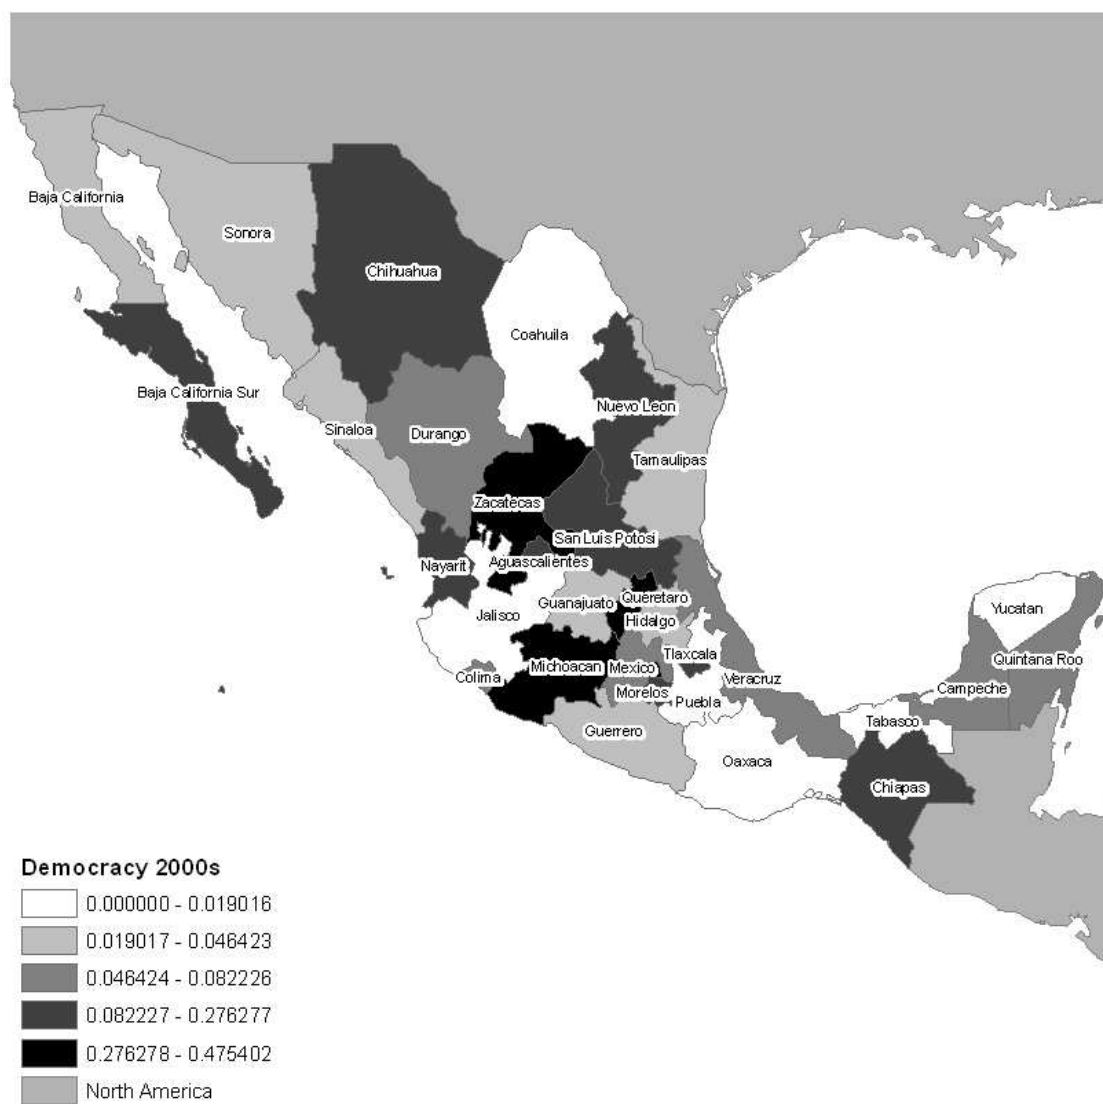 Baja California
Sonora
Chihuahua
Coahuila
Baja California Sur
Nuevo Leon
Sinaloa
Durango
Tamaulipas
Zacatecas
San Luis Potosi
Nayarit
Aguascalientes
Jalisco
Guanajuato
Queretaro
Hidalgo
Yucatan
Colima
Michoacan
Mexico
Tlaxcala
Quintana Roo
Veracruz
Campeche
Morelos
Puebla
Tabasco
Guerrero
Oaxaca
Chiapas
Democracy 2000s
0.000000 - 0.019016
0.019017 - 0.046423
0.046424 - 0.082226
0.082227 - 0.276277
0.276278 - 0.475402
North America